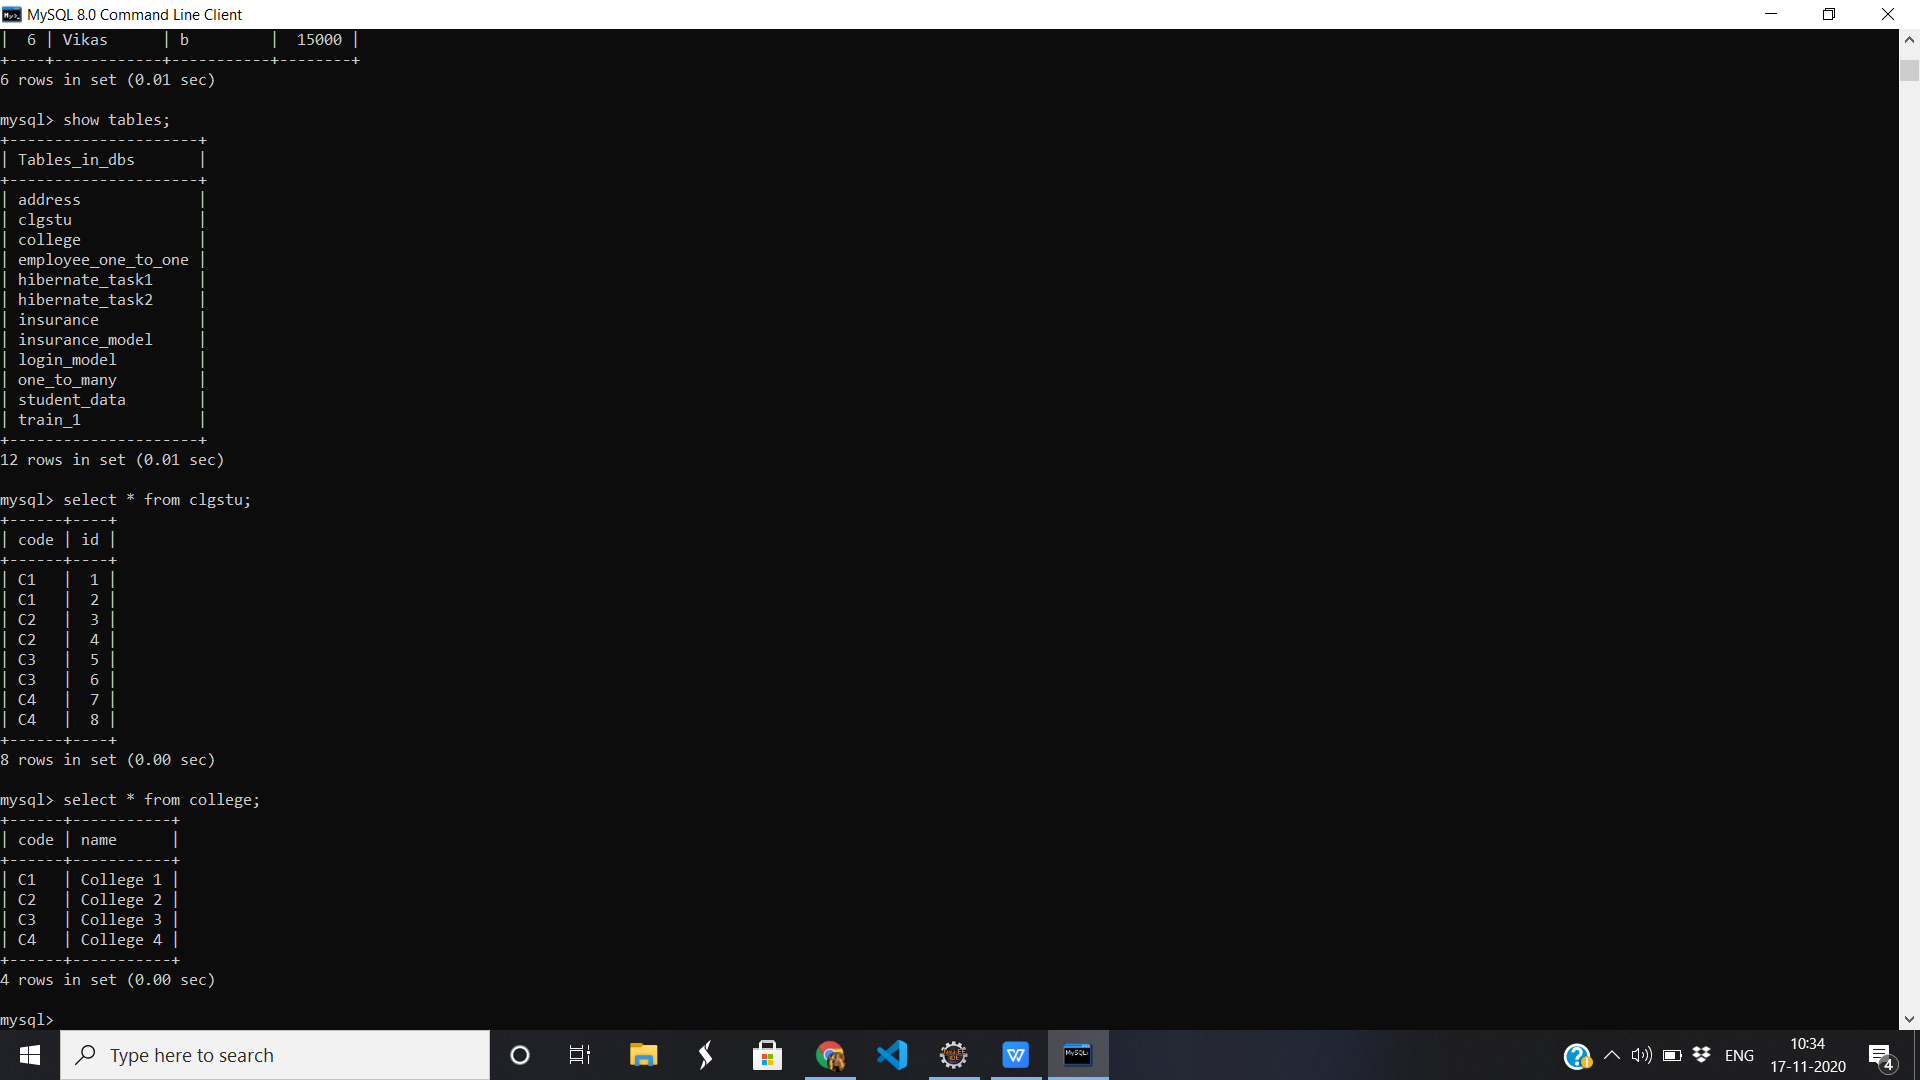 MySQL 8.0 Command Line Client
|  6 | Vikas      | b         |  15000 |
+----+------------+-----------+--------+
6 rows in set (0.01 sec)
mysql> show tables;
+---------------------+
| Tables_in_dbs       |
+---------------------+
| address             |
| clgstu              |
| college             |
| employee_one_to_one |
| hibernate_task1     |
| hibernate_task2     |
| insurance           |
| insurance_model     |
| login_model         |
| one_to_many         |
| student_data        |
| train_1             |
+---------------------+
12 rows in set (0.01 sec)
mysql> select * from clgstu;
+------+----+
| code | id |
+------+----+
| C1   |  1 |
| C1   |  2 |
| C2   |  3 |
| C2   |  4 |
| C3   |  5 |
| C3   |  6 |
| C4   |  7 |
| C4   |  8 |
+------+----+
8 rows in set (0.00 sec)
mysql> select * from college;
+------+-----------+
| code | name      |
+------+-----------+
| C1   | College 1 |
| C2   | College 2 |
| C3   | College 3 |
| C4   | College 4 |
+------+-----------+
4 rows in set (0.00 sec)
mysql>
Type here to search
ENG
10:34
17-11-2020
4